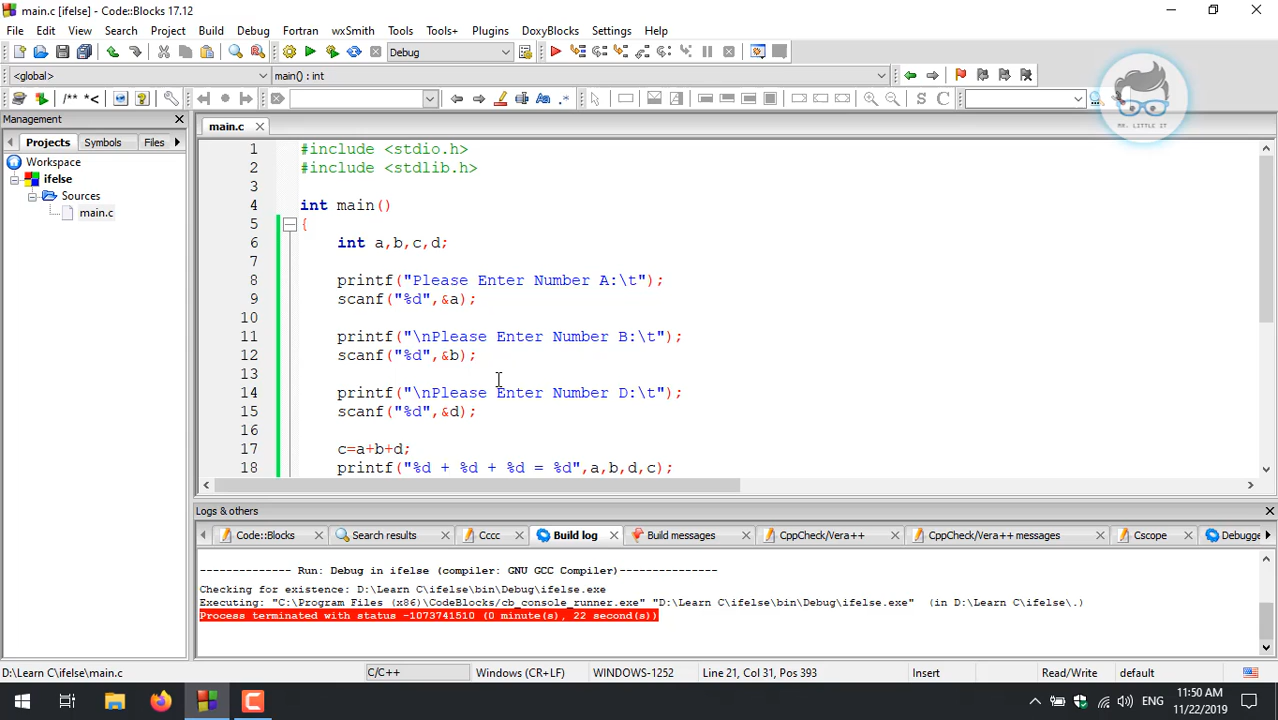 main.c [ifelse] - Code::Blocks 17.12
File Edit View Search Project Build Debug Fortran wxSmith Tools Tools+ Plugins DoxyBlocks Settings Help
Debug
<global> main() : int
/** *< S C
MR. LITTLE IT
Management
Projects Symbols Files
Workspace
ifelse
Sources
main.c
main.c
1 #include <stdio.h>
2 #include <stdlib.h>
3
4 int main()
5 {
6 int a,b,c,d;
7
8 printf("Please Enter Number A:\t");
9 scanf("%d",&a);
10
11 printf("\nPlease Enter Number B:\t");
12 scanf("%d",&b);
13
14 printf("\nPlease Enter Number D:\t");
15 scanf("%d",&d);
16
17 c=a+b+d;
18 printf("%d + %d + %d = %d",a,b,d,c);
Logs & others
Code::Blocks Search results Cccc Build log Build messages CppCheck/Vera++ CppCheck/Vera++ messages Cscope Debugge
-------------- Run: Debug in ifelse (compiler: GNU GCC Compiler)---------------
Checking for existence: D:\Learn C\ifelse\bin\Debug\ifelse.exe
Executing: "C:\Program Files (x86)\CodeBlocks/cb_console_runner.exe" "D:\Learn C\ifelse\bin\Debug\ifelse.exe" (in D:\Learn C\ifelse\.)
Process terminated with status -1073741510 (0 minute(s), 22 second(s))
D:\Learn C\ifelse\main.c C/C++ Windows (CR+LF) WINDOWS-1252 Line 21, Col 31, Pos 393 Insert Read/Write default
ENG
11:50 AM
11/22/2019